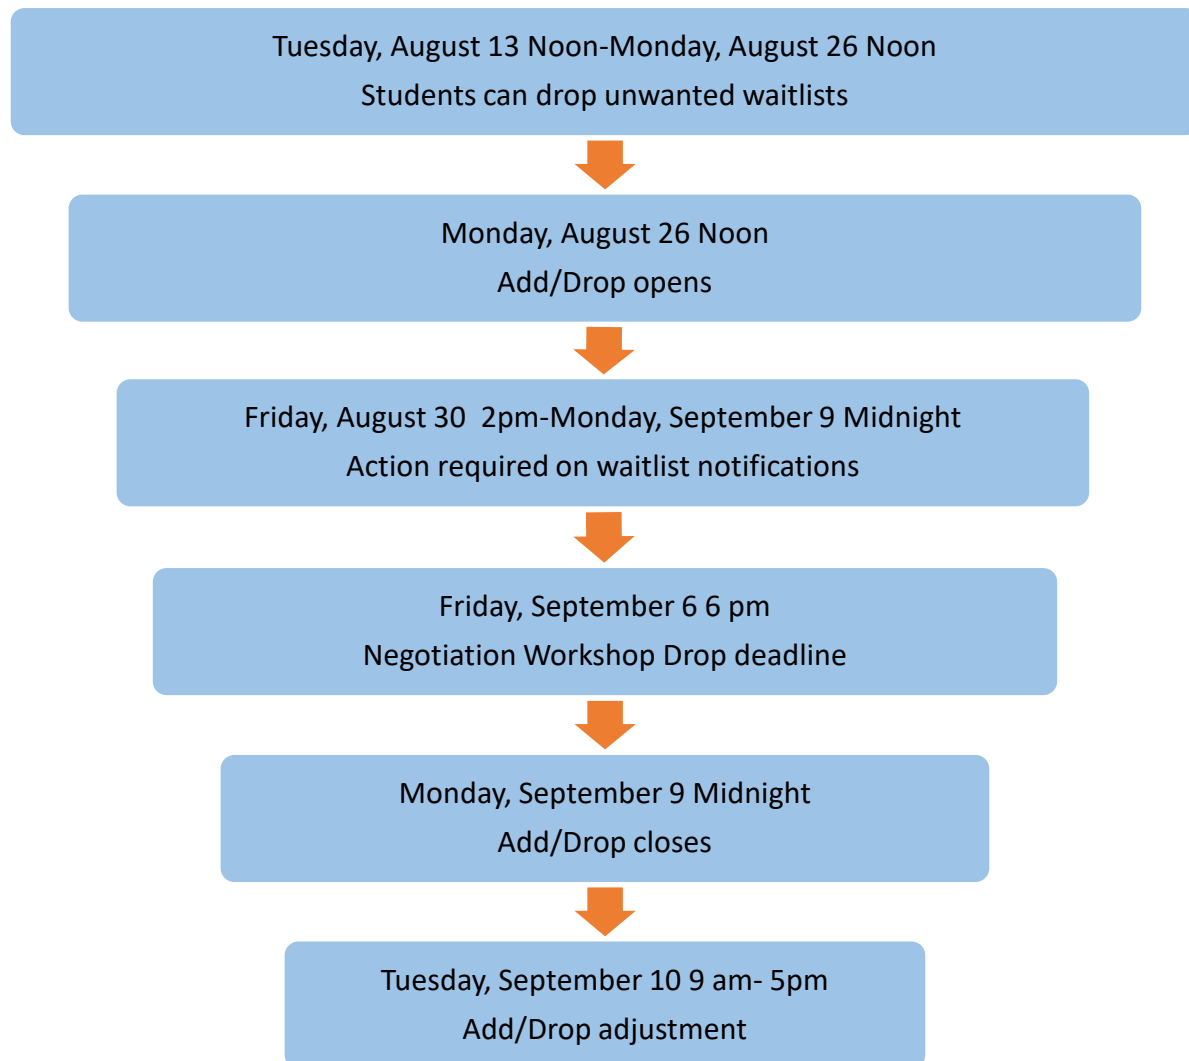 Tuesday, August 13 Noon-Monday, August 26 Noon
Students can drop unwanted waitlists
Monday, August 26 Noon
Add/Drop opens
Friday, August 30  2pm-Monday, September 9 Midnight
Action required on waitlist notifications
Friday, September 6 6 pm
Negotiation Workshop Drop deadline
Monday, September 9 Midnight
Add/Drop closes
Tuesday, September 10 9 am- 5pm
Add/Drop adjustment